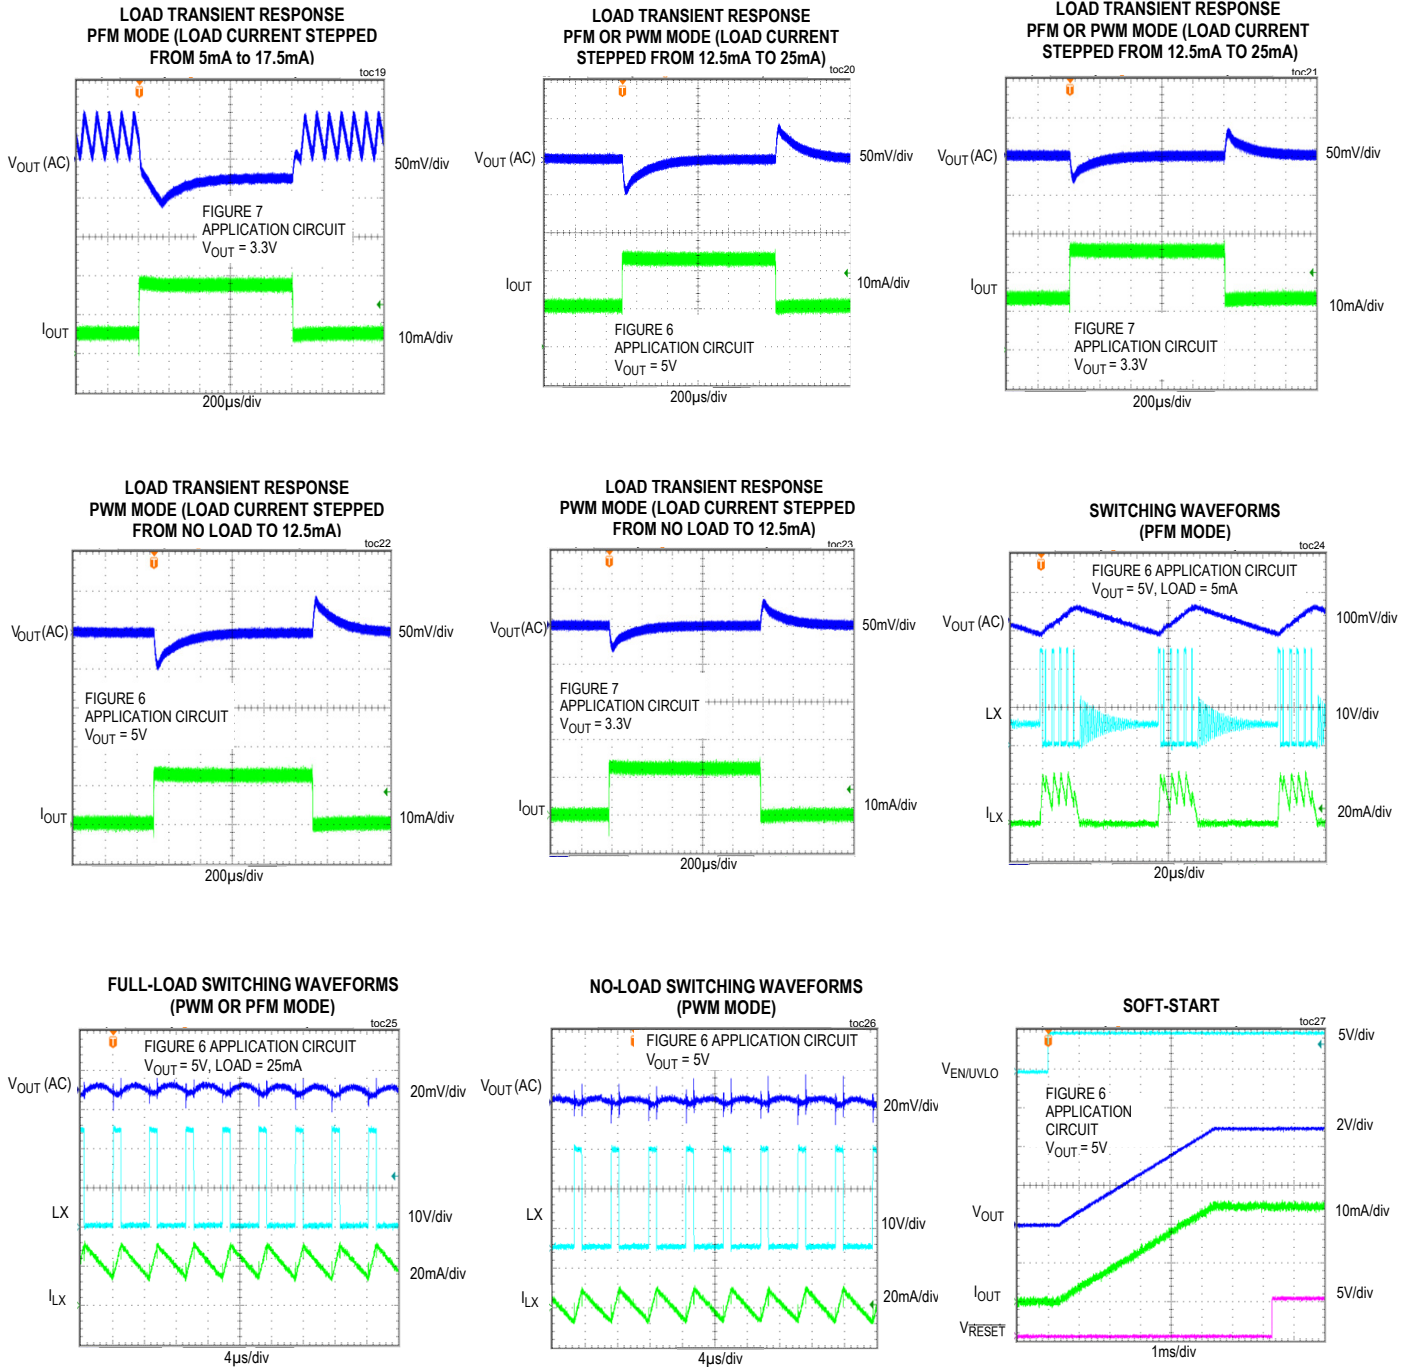 LOAD TRANSIENT RESPONSE
PFM MODE (LOAD CURRENT STEPPED
FROM 5mA to 17.5mA)
toc19
T
VOUT (AC)
50mV/div
FIGURE 7
APPLICATION CIRCUIT
VOUT = 3.3V
IOUT
10mA/div
200µs/div
LOAD TRANSIENT RESPONSE
PFM OR PWM MODE (LOAD CURRENT
STEPPED FROM 12.5mA TO 25mA)
toc20
T
VOUT (AC)
50mV/div
IOUT
10mA/div
FIGURE 6
APPLICATION CIRCUIT
VOUT = 5V
200µs/div
LOAD TRANSIENT RESPONSE
PFM OR PWM MODE (LOAD CURRENT
STEPPED FROM 12.5mA TO 25mA)
toc21
T
VOUT (AC)
50mV/div
IOUT
10mA/div
FIGURE 7
APPLICATION CIRCUIT
VOUT = 3.3V
200µs/div
LOAD TRANSIENT RESPONSE
PWM MODE (LOAD CURRENT STEPPED
FROM NO LOAD TO 12.5mA)
toc22
T
VOUT (AC)
50mV/div
FIGURE 6
APPLICATION CIRCUIT
VOUT = 5V
IOUT
10mA/div
200µs/div
LOAD TRANSIENT RESPONSE
PWM MODE (LOAD CURRENT STEPPED
FROM NO LOAD TO 12.5mA)
toc23
T
VOUT (AC)
50mV/div
FIGURE 7
APPLICATION CIRCUIT
VOUT = 3.3V
IOUT
10mA/div
200µs/div
SWITCHING WAVEFORMS
(PFM MODE)
toc24
T
FIGURE 6 APPLICATION CIRCUIT
VOUT = 5V, LOAD = 5mA
VOUT (AC)
100mV/div
LX
10V/div
ILX
20mA/div
20µs/div
FULL-LOAD SWITCHING WAVEFORMS
(PWM OR PFM MODE)
toc25
T
FIGURE 6 APPLICATION CIRCUIT
VOUT = 5V, LOAD = 25mA
VOUT (AC)
20mV/div
LX
10V/div
20mA/div
ILX
4µs/div
NO-LOAD SWITCHING WAVEFORMS
(PWM MODE)
toc26
FIGURE 6 APPLICATION CIRCUIT
VOUT = 5V
VOUT (AC)
20mV/div
LX
10V/div
ILX
20mA/div
4µs/div
SOFT-START
toc27
T
5V/div
VEN/UVLO
FIGURE 6
APPLICATION
CIRCUIT
VOUT = 5V
2V/div
VOUT
10mA/div
IOUT
5V/div
VRESET
1ms/div